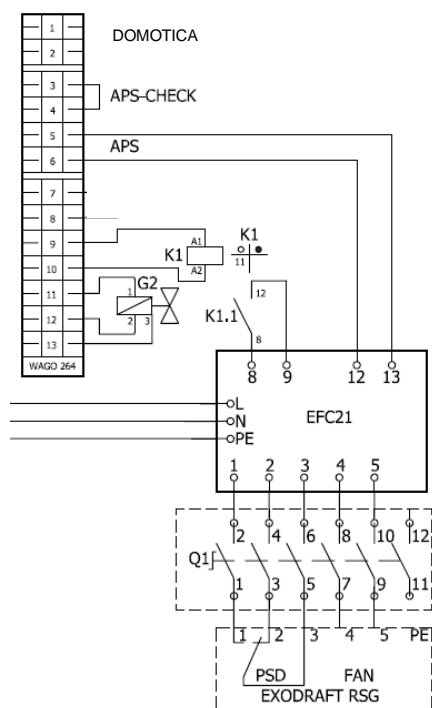 1 DOMOTICA
2
3
4 APS-CHECK
5
6 APS
7
8
9 A1 K1
10 K1 A2 11
11 1 G2
12 2 3 12
13 K1.1 8
WAGO 264
8 9 12 13
L
N EFC21
PE
1 2 3 4 5
2 4 6 8 10 12
Q1
1 3 5 7 9 11
1 2 3 4 5 PE
PSD FAN
EXODRAFT RSG